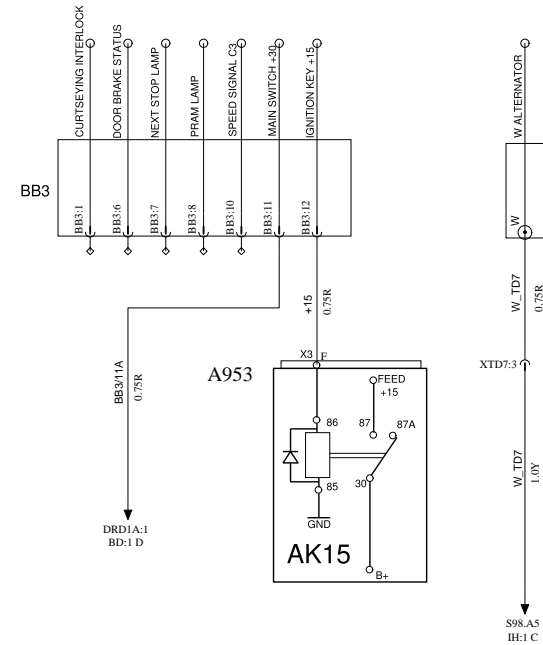 CURTSEYING INTERLOCK
DOOR BRAKE STATUS
NEXT STOP LAMP
PRAM LAMP
SPEED SIGNAL C3
MAIN SWITCH +30
IGNITION KEY +15
W ALTERNATOR
BB3
BB3:1
BB3:6
BB3:7
BB3:8
BB3:10
BB3:11
BB3:12
W
+15
0.75R
W_TD7
0.75R
BB3/11A
0.75R
X3 F
A953
XTD7:3
FEED
+15
86
87
87A
85
30
GND
AK15
B+
W_TD7
1.0Y
DRD1A:1
BD:1 D
S98.A5
IH:1 C